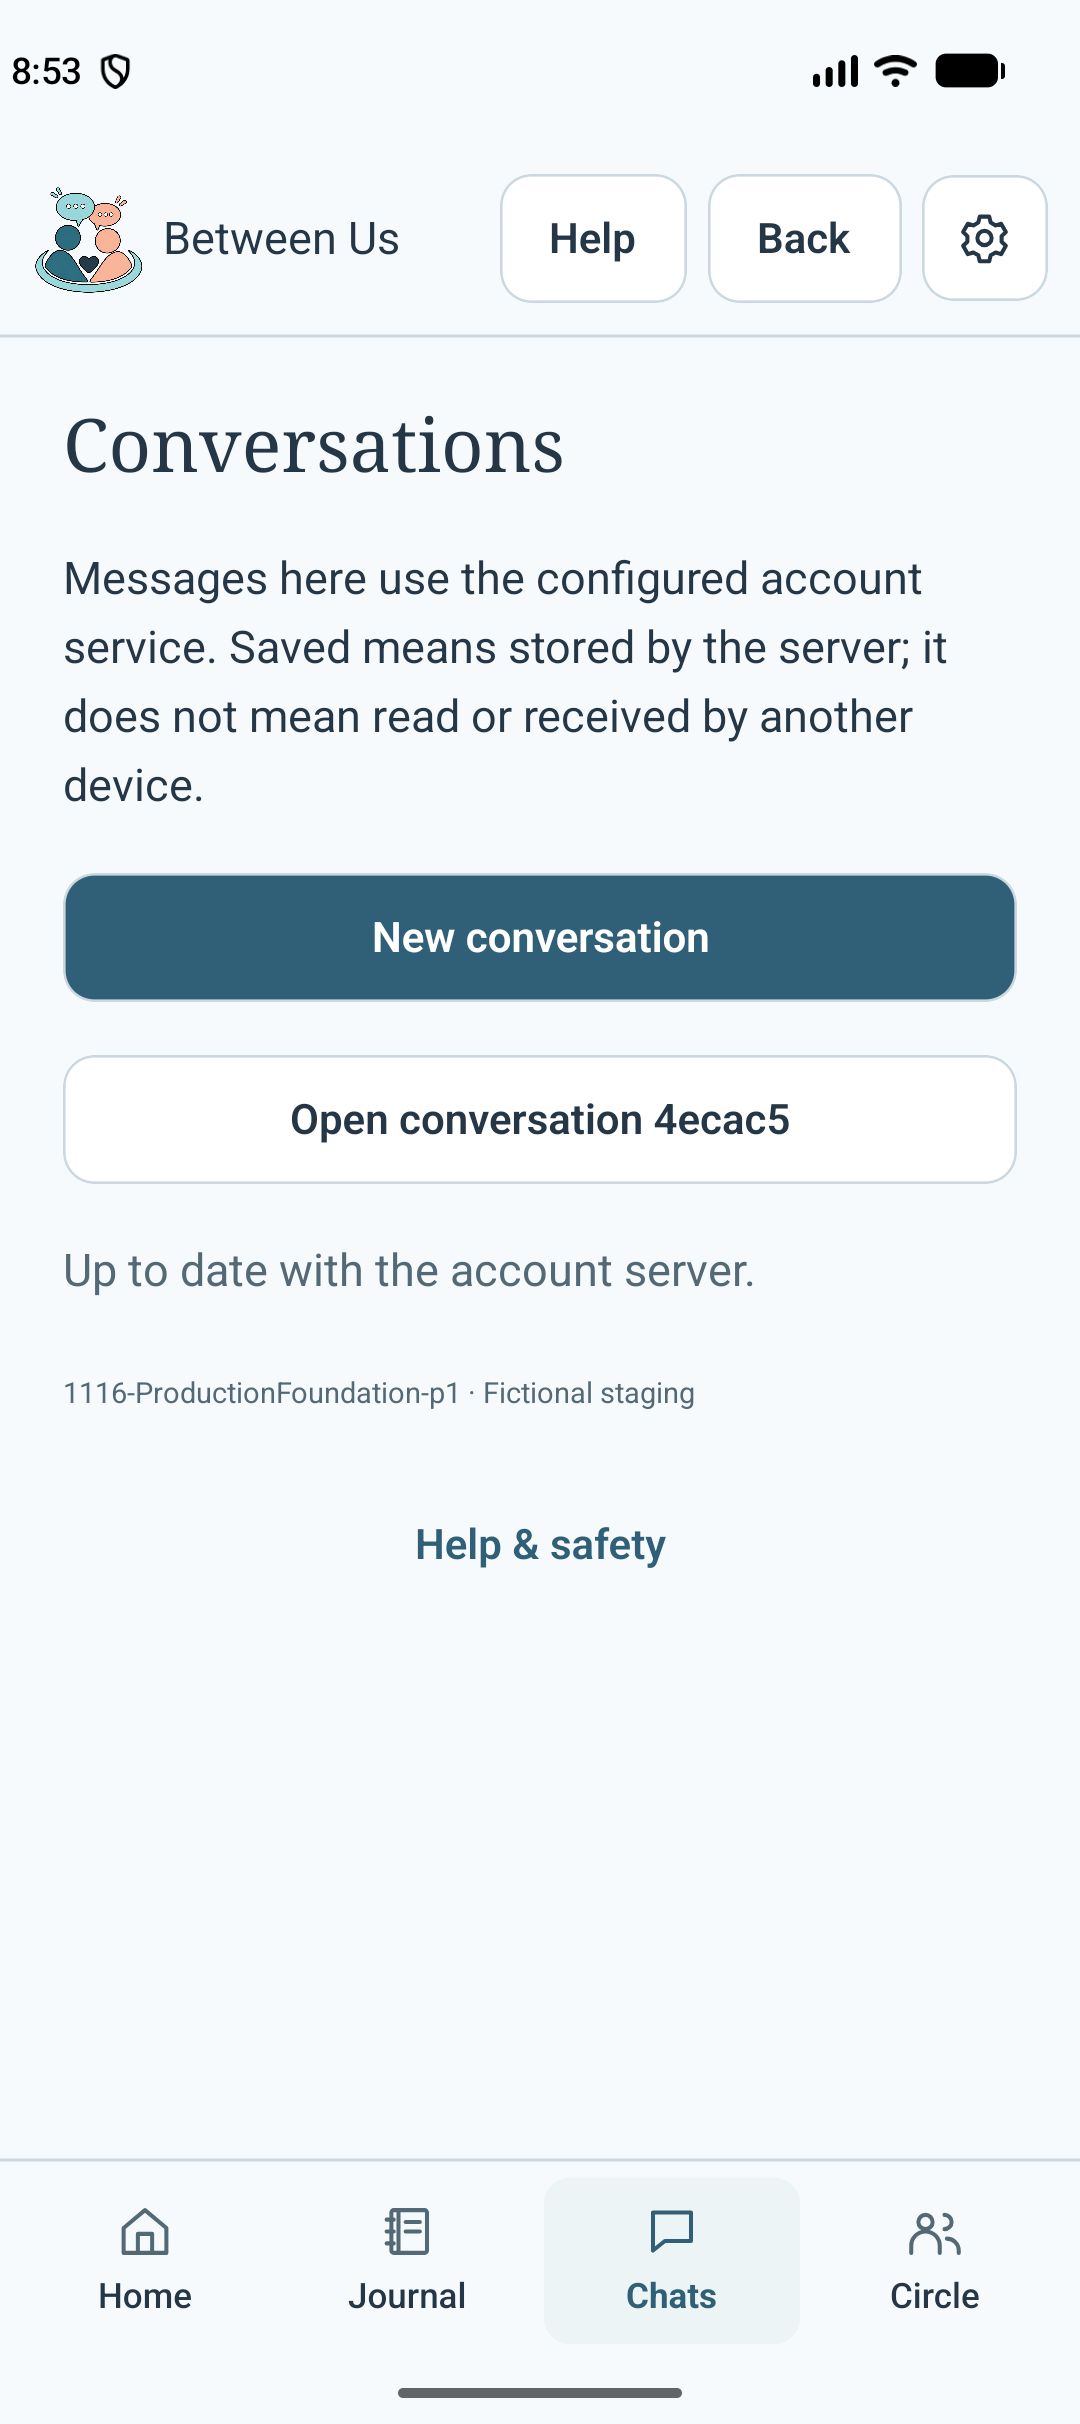 8:53
Between Us
Help
Back
Conversations
Messages here use the configured account
service. Saved means stored by the server; it
does not mean read or received by another
device.
New conversation
Open conversation 4ecac5
Up to date with the account server.
1116-ProductionFoundation-p1 · Fictional staging
Help & safety
Home
Journal
Chats
Circle